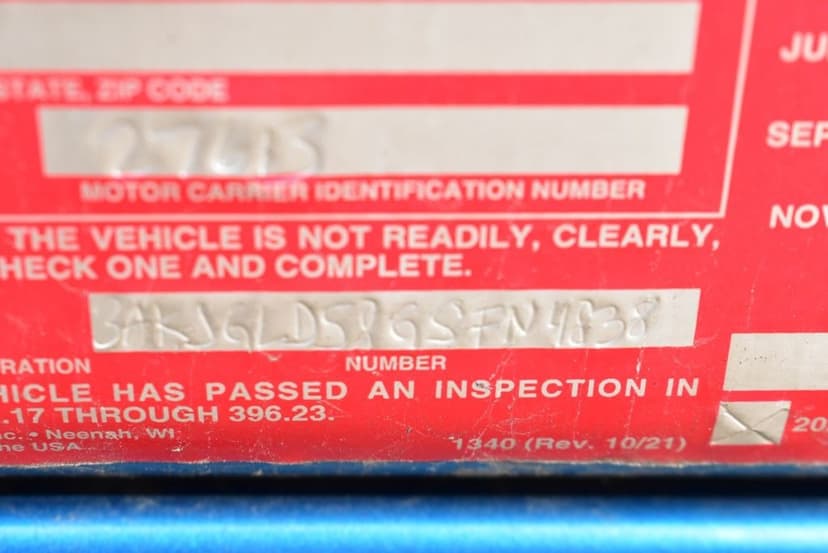 STATE, ZIP CODE
27613
MOTOR CARRIER IDENTIFICATION NUMBER
THE VEHICLE IS NOT READILY, CLEARLY,
HECK ONE AND COMPLETE.
3AKJGLD58GSFN4838
RATION NUMBER
HICLE HAS PASSED AN INSPECTION IN
.17 THROUGH 396.23.
nc. • Neenah, WI
ne USA
1340 (Rev. 10/21)
JU
SEP
NOV
20